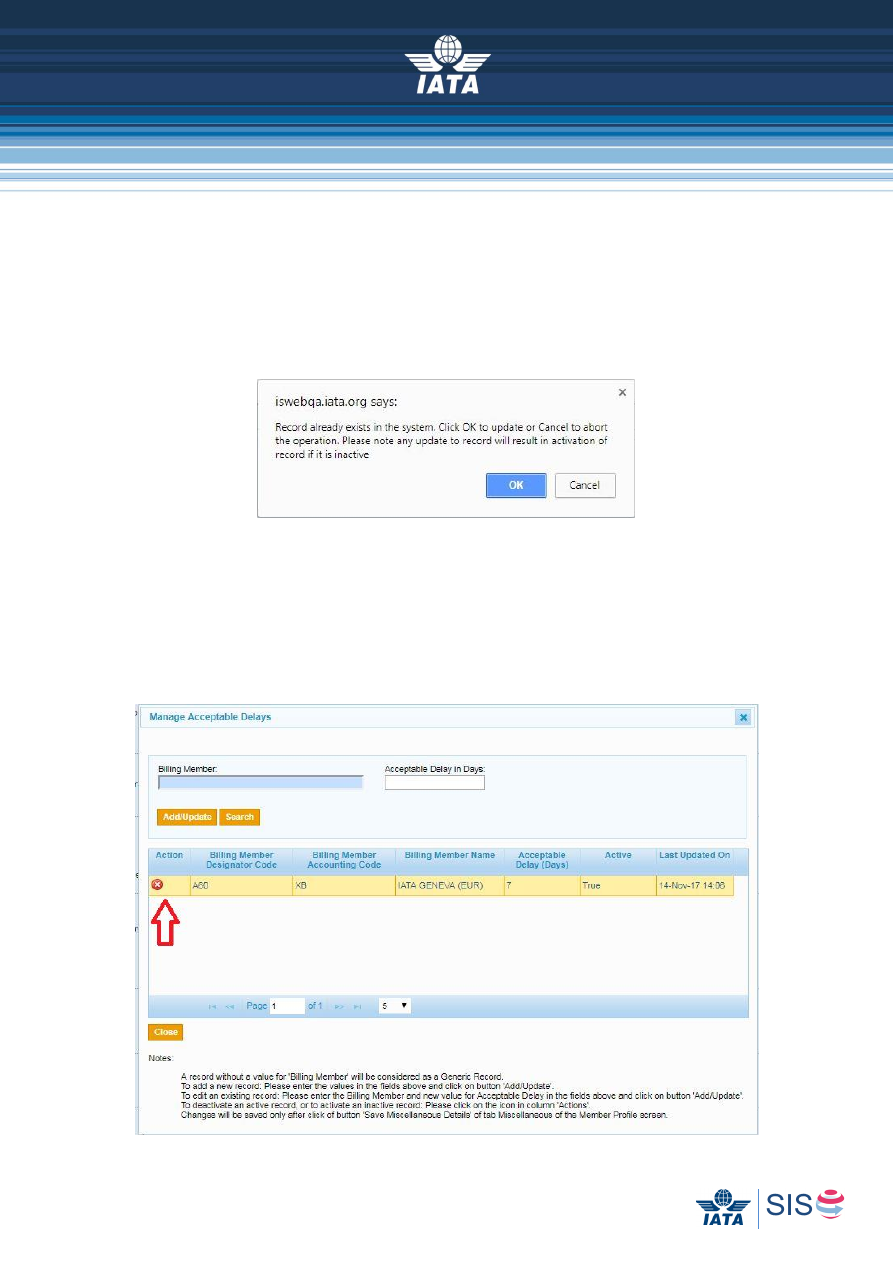 IATA
iswebqa.iata.org says:
Record already exists in the system. Click OK to update or Cancel to abort
the operation. Please note any update to record will result in activation of
record if it is inactive
OK Cancel
Manage Acceptable Delays
Billing Member: Acceptable Delay in Days:
Add/Update Search
Action Billing Member Designator Code Billing Member Accounting Code Billing Member Name Acceptable Delay (Days) Active Last Updated On
A60 XB IATA GENEVA (EUR) 7 True 14-Nov-17 14:06
Page 1 of 1 5
Close
Notes:
A record without a value for 'Billing Member' will be considered as a Generic Record.
To add a new record: Please enter the values in the fields above and click on button 'Add/Update'.
To edit an existing record: Please enter the Billing Member and new value for Acceptable Delay in the fields above and click on button 'Add/Update'.
To deactivate an active record, or to activate an inactive record: Please click on the icon in column 'Actions'.
Changes will be saved only after click of button 'Save Miscellaneous Details' of tab Miscellaneous of the Member Profile screen.
IATA SIS